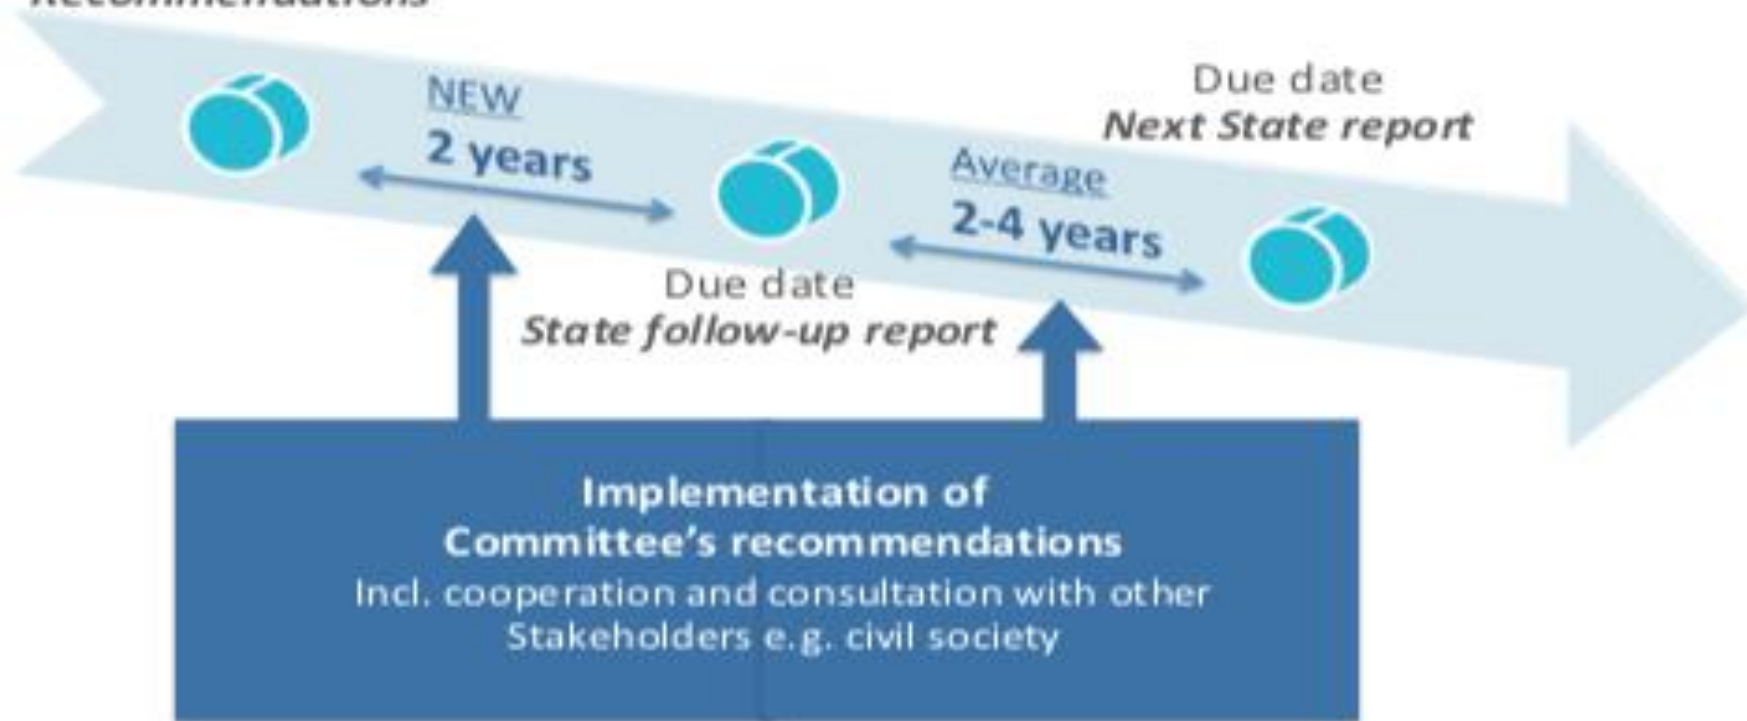 Recommendations
NEW
2 years
Due date
State follow-up report
Average
2-4 years
Due date
Next State report
Implementation of
Committee's recommendations
Incl. cooperation and consultation with other
Stakeholders e.g. civil society